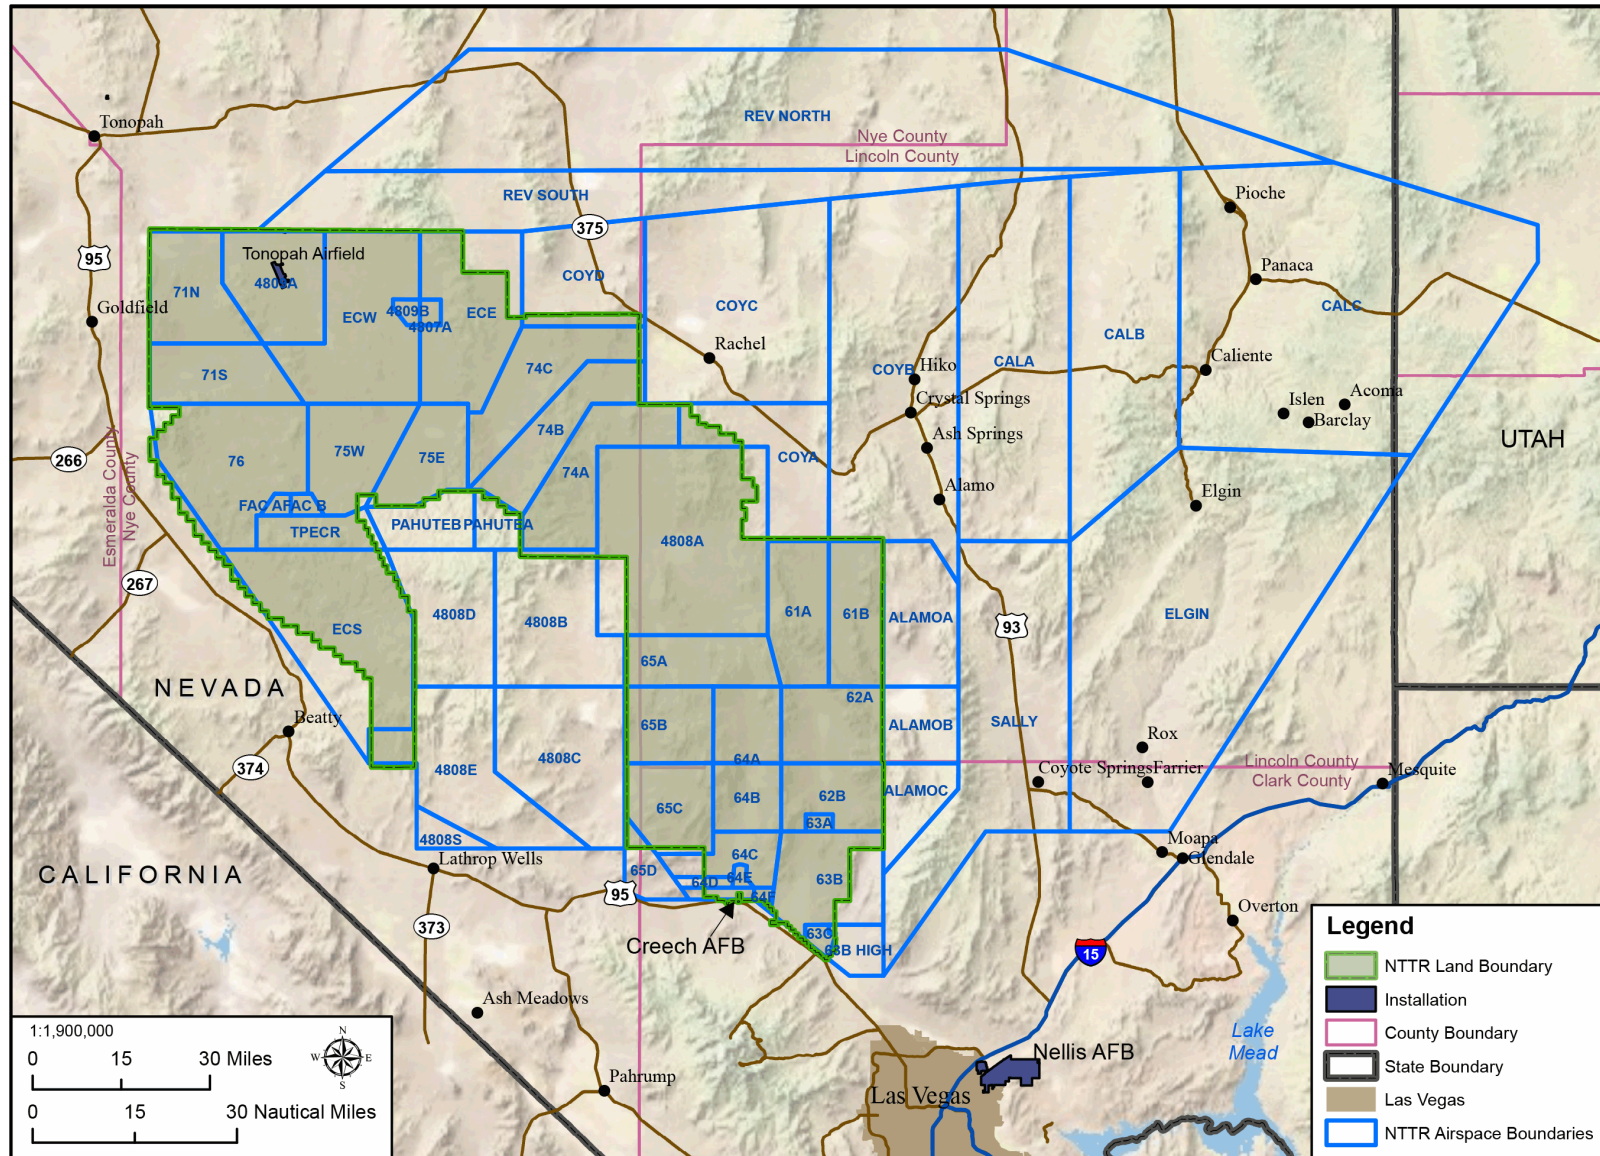 REV NORTH
Nye County
Lincoln County
Tonopah
REV SOUTH
Pioche
375
95
Tonopah Airfield
COYD
Panaca
71N
4809A
COYC
CALC
Goldfield
ECW
4809B
4807A
ECE
CALB
Rachel
Hiko
CALA
Caliente
71S
74C
COYB
Crystal Springs
Islen
Acoma
Barclay
Ash Springs
UTAH
74B
266
76
75W
75E
74A
COYA
Esmeralda County
Nye County
Alamo
Elgin
FAC A
FAC B
TPECR
PAHUTEB
PAHUTEA
4808A
267
ECS
4808D
4808B
61A
61B
ALAMOA
93
ELGIN
65A
NEVADA
62A
Beatty
65B
ALAMOB
SALLY
Rox
374
4808E
4808C
64A
Lincoln County
Clark County
Coyote Springs
Farrier
Mesquite
65C
64B
62B
ALAMOC
63A
4808S
Moapa
Glendale
CALIFORNIA
Lathrop Wells
64C
65D
64D
64E
63B
64F
95
373
Overton
63C
63B HIGH
Creech AFB
15
Ash Meadows
Lake
Mead
Nellis AFB
Pahrump
Las Vegas
1:1,900,000
0 15 30 Miles
0 15 30 Nautical Miles
N
W E
S
Legend
NTTR Land Boundary
Installation
County Boundary
State Boundary
Las Vegas
NTTR Airspace Boundaries